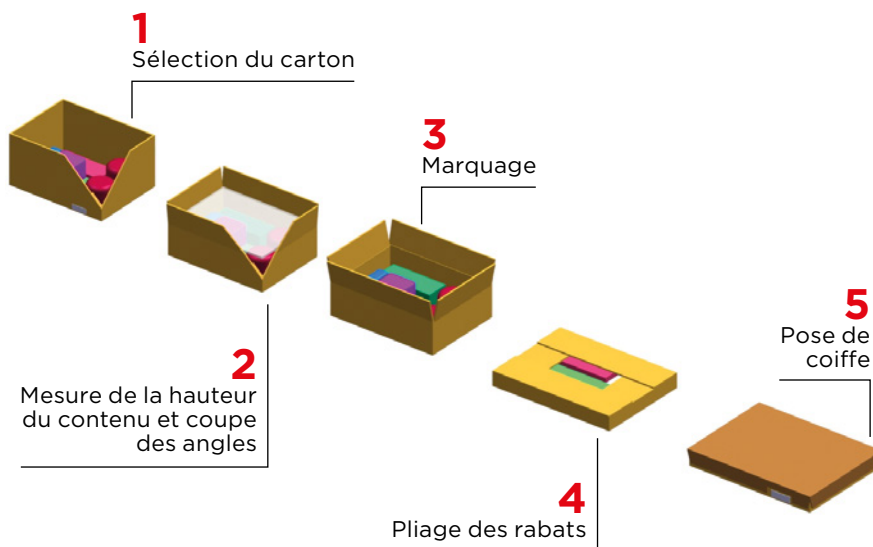 1
Sélection du carton
2
Mesure de la hauteur
du contenu et coupe
des angles
3
Marquage
4
Pliage des rabats
5
Pose de
coiffe